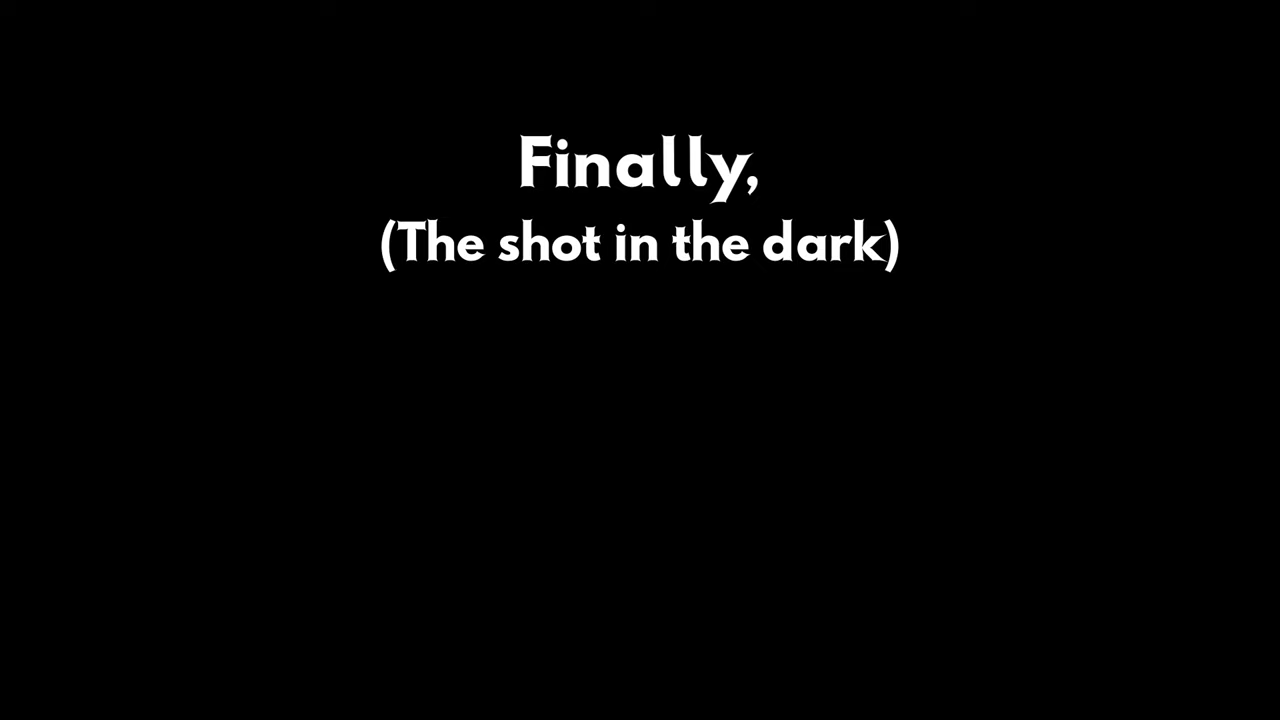 Finally,
(The shot in the dark)